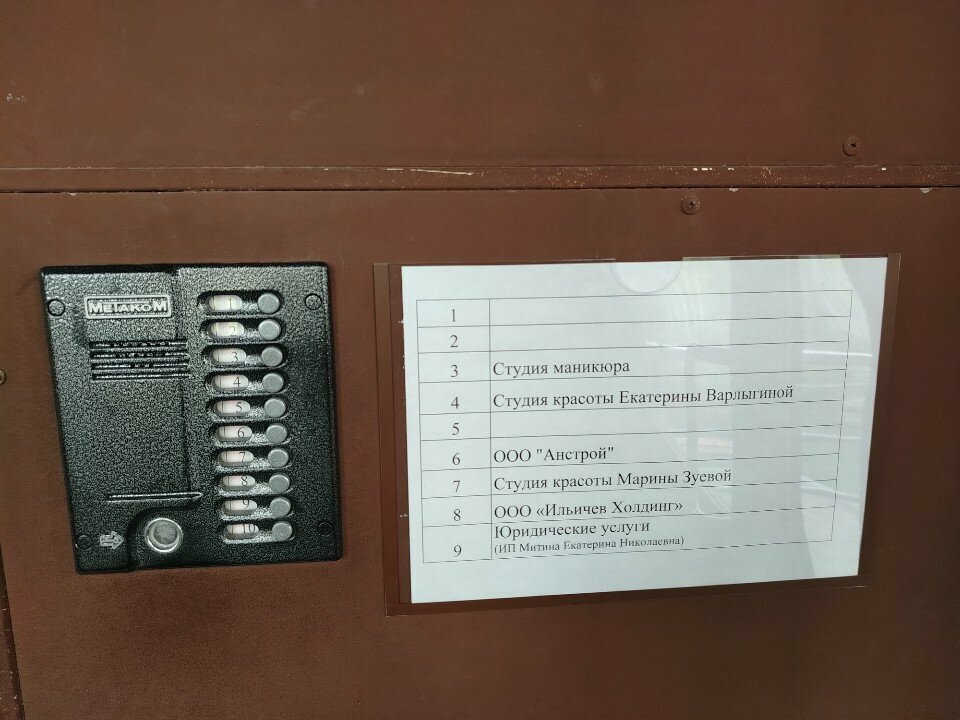 МЕТАКОМ
1
2
3
4
5
6
7
8
9
10
1
2
3 Студия маникюра
4 Студия красоты Екатерины Варлыгиной
5
6 ООО "Анстрой"
7 Студия красоты Марины Зуевой
8 ООО «Ильичев Холдинг»
9 Юридические услуги
(ИП Митина Екатерина Николаевна)